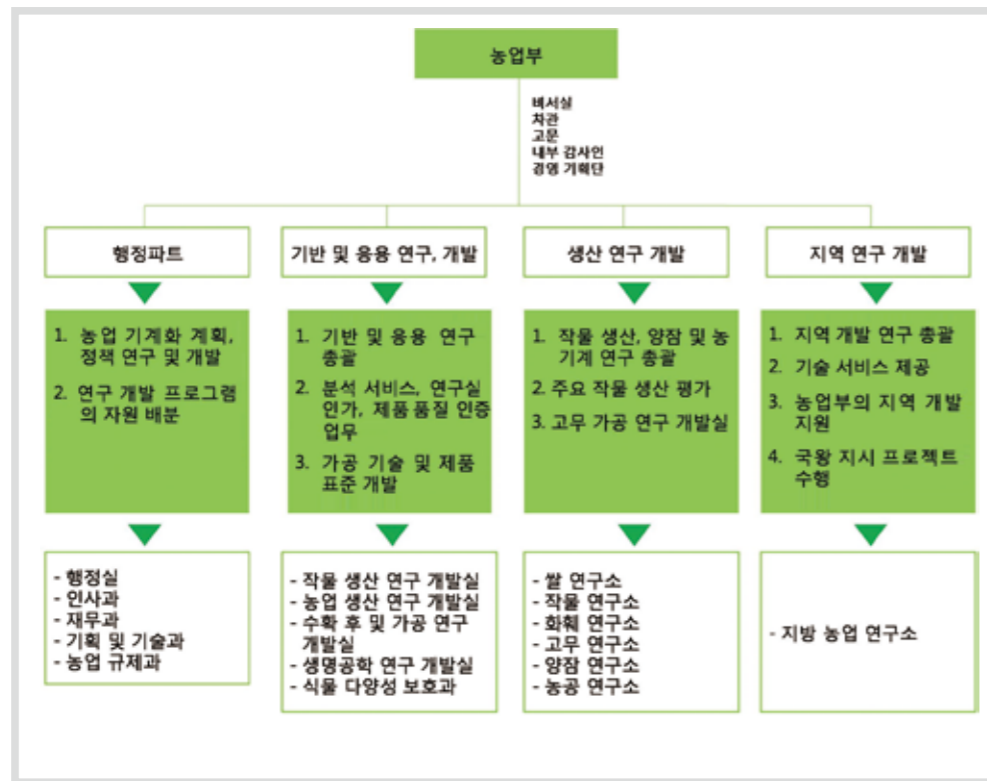 농업부
비서실
차관
고문
내부 감사인
경영 기획단
행정파트
기반 및 응용 연구, 개발
생산 연구 개발
지역 연구 개발
1. 농업 기계화 계획,
정책 연구 및 개발
2. 연구 개발 프로그램
의 자원 배분
1. 기반 및 응용 연구
총괄
2. 분석 서비스, 연구실
인가, 제품 품질 인증
업무
3. 가공 기술 및 제품
표준 개발
1. 작물 생산, 양잠 및 농
기계 연구 총괄
2. 주요 작물 생산 평가
3. 고무 가공 연구 개발실
1. 지역 개발 연구 총괄
2. 기술 서비스 제공
3. 농업부의 지역 개발
지원
4. 국왕 지시 프로젝트
수행
- 행정실
- 인사과
- 재무과
- 기획 및 기술과
- 농업 규제과
- 작물 생산 연구 개발실
- 농업 생산 연구 개발실
- 수확 후 및 가공 연구
개발실
- 생명공학 연구 개발실
- 식물 다양성 보호과
- 쌀 연구소
- 작물 연구소
- 화훼 연구소
- 고무 연구소
- 양잠 연구소
- 농공 연구소
- 지방 농업 연구소